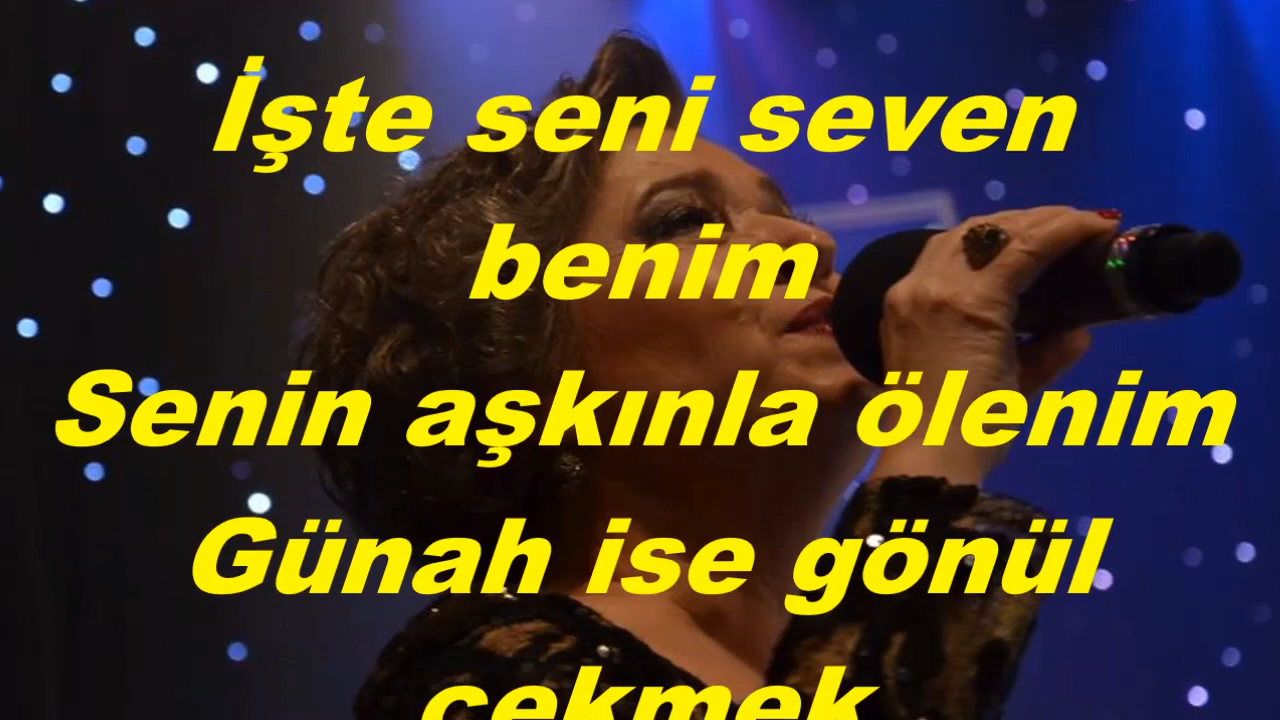 İşte seni seven
benim
Senin aşkınla ölenim
Günah ise gönül
çekmek